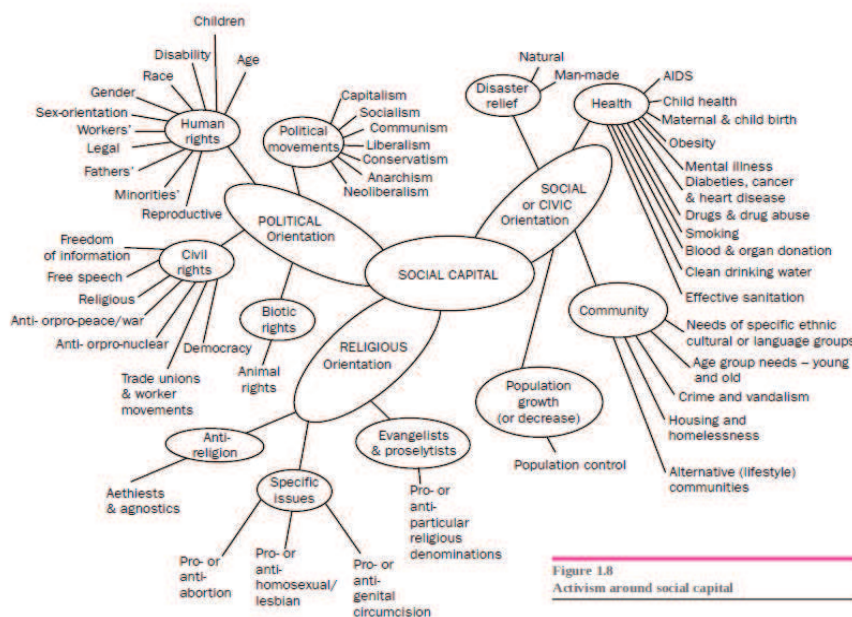 Children
Disability
Age
Race
Gender
Sex-orientation
Workers'
Legal
Fathers'
Minorities'
Reproductive
Human
rights
Political
movements
Capitalism
Socialism
Communism
Liberalism
Conservatism
Anarchism
Neoliberalism
POLITICAL
Orientation
Freedom
of information
Free speech
Religious
Anti- orpro-peace/war
Anti- orpro-nuclear
Trade unions
& worker
movements
Democracy
Civil
rights
Biotic
rights
Animal
rights
SOCIAL CAPITAL
RELIGIOUS
Orientation
Anti-
religion
Aethiests
& agnostics
Specific
issues
Pro- or
anti-
abortion
Pro- or
anti-
homosexual/
lesbian
Pro- or
anti-
genital
circumcision
Evangelists
& proselytists
Pro- or
anti-
particular
religious
denominations
SOCIAL
or CIVIC
Orientation
Disaster
relief
Natural
Man-made
Health
AIDS
Child health
Maternal & child birth
Obesity
Mental illness
Diabeties, cancer
& heart disease
Drugs & drug abuse
Smoking
Blood & organ donation
Clean drinking water
Effective sanitation
Community
Needs of specific ethnic
cultural or language groups
Age group needs – young
and old
Crime and vandalism
Housing and
homelessness
Alternative (lifestyle)
communities
Population
growth
(or decrease)
Population control
Figure 1.8
Activism around social capital